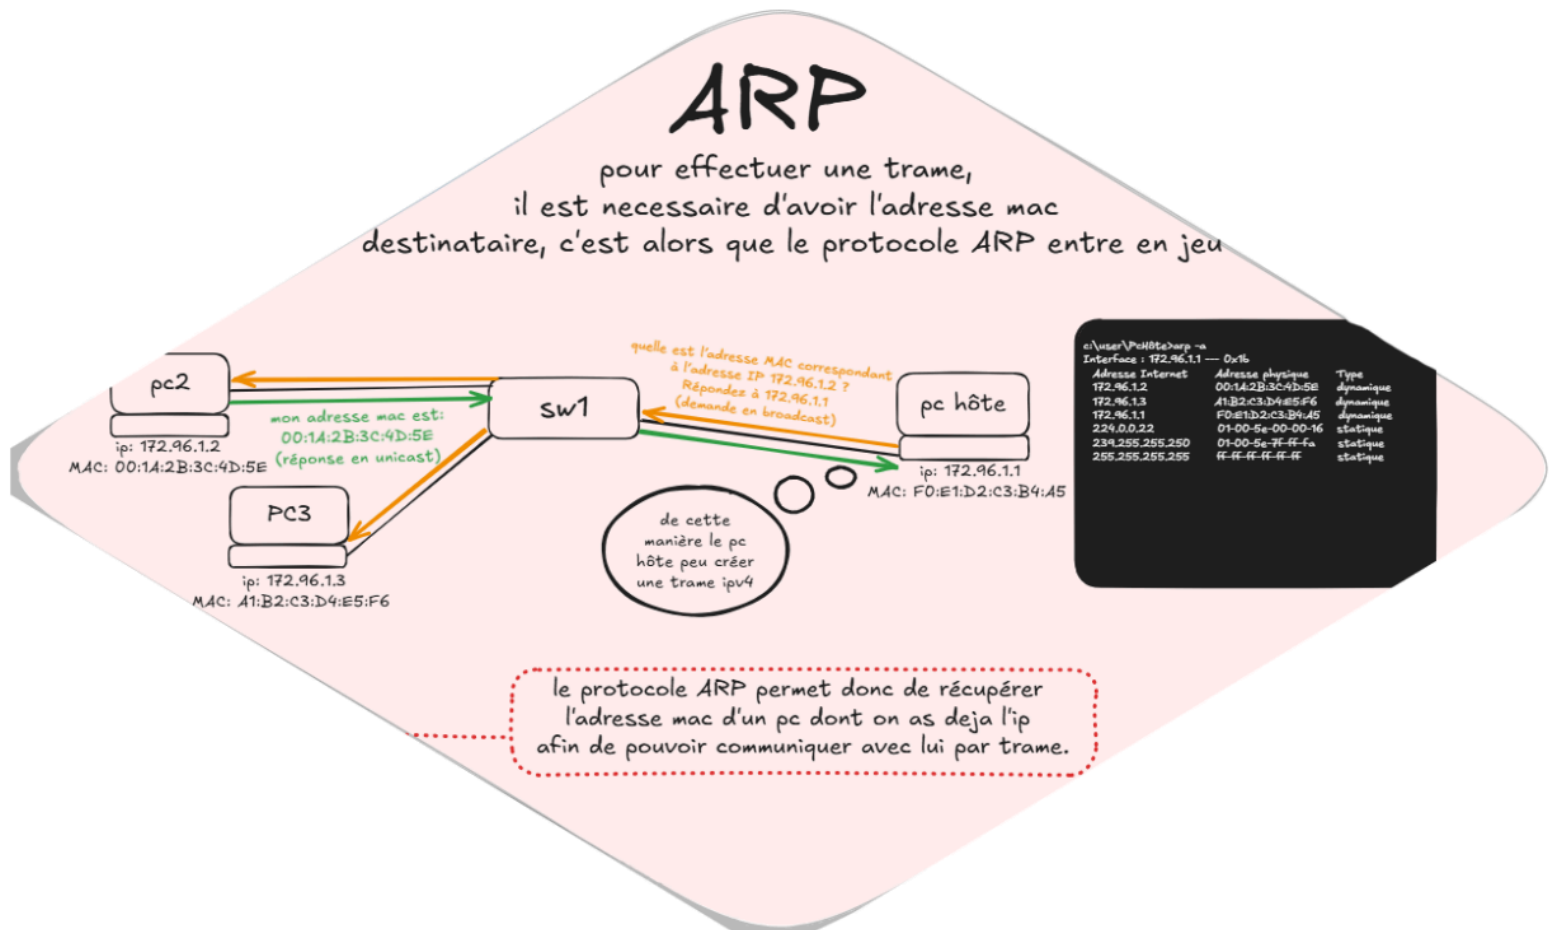 ARP
pour effectuer une trame,
il est necessaire d'avoir l'adresse mac
destinataire, c'est alors que le protocole ARP entre en jeu
pc2
ip: 172.96.1.2
MAC: 00:1A:2B:3C:4D:5E
mon adresse mac est:
00:1A:2B:3C:4D:5E
(réponse en unicast)
PC3
ip: 172.96.1.3
MAC: A1:B2:C3:D4:E5:F6
sw1
quelle est l'adresse MAC correspondant
à l'adresse IP 172.96.1.2 ?
Répondez à 172.96.1.1
(demande en broadcast)
pc hôte
ip: 172.96.1.1
MAC: F0:E1:D2:C3:B4:A5
de cette
manière le pc
hôte peu créer
une trame ipv4
c:\user\PcHôte>arp -a
Interface : 172.96.1.1 --- 0x1b
Adresse Internet Adresse physique Type
172.96.1.2 00:1A:2B:3C:4D:5E dynamique
172.96.1.3 A1:B2:C3:D4:E5:F6 dynamique
172.96.1.1 F0:E1:D2:C3:B4:A5 dynamique
224.0.0.22 01-00-5e-00-00-16 statique
239.255.255.250 01-00-5e-7f-ff-fa statique
255.255.255.255 ff-ff-ff-ff-ff-ff statique
le protocole ARP permet donc de récupérer
l'adresse mac d'un pc dont on as deja l'ip
afin de pouvoir communiquer avec lui par trame.